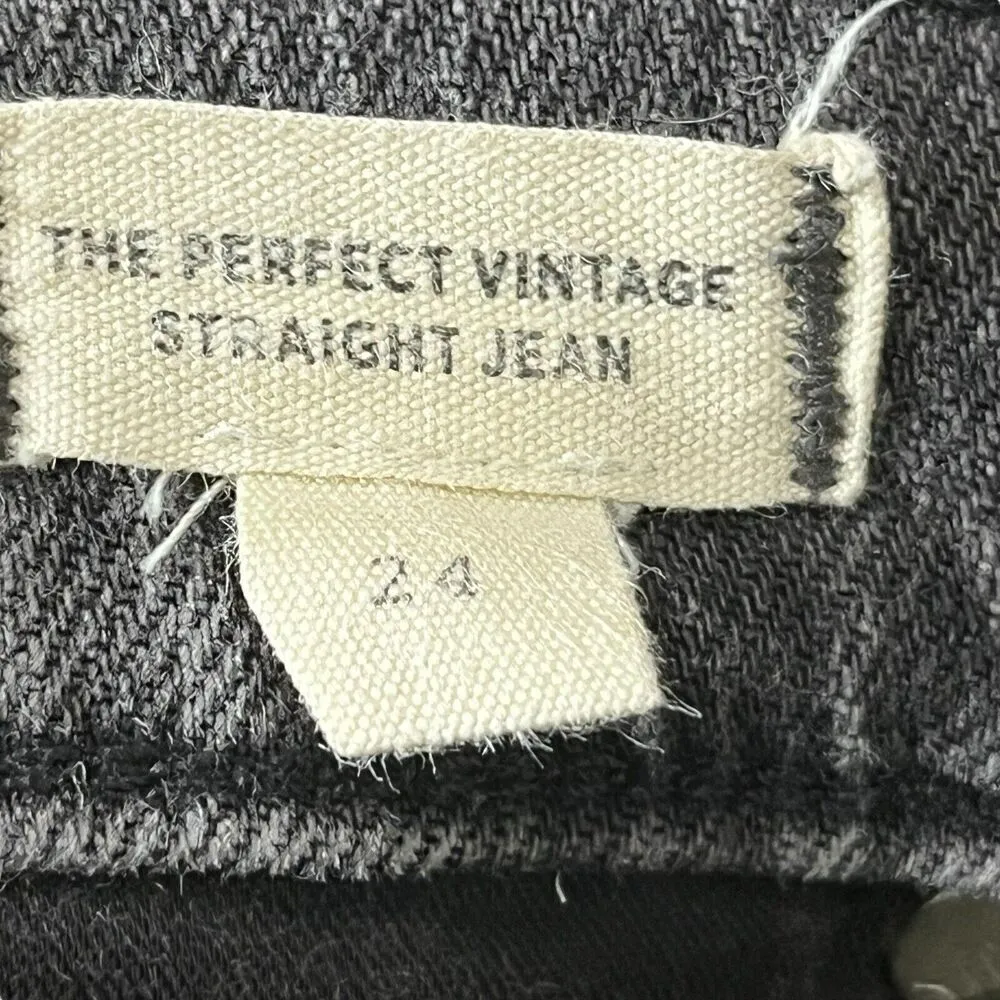 THE PERFECT VINTAGE
STRAIGHT JEAN
24